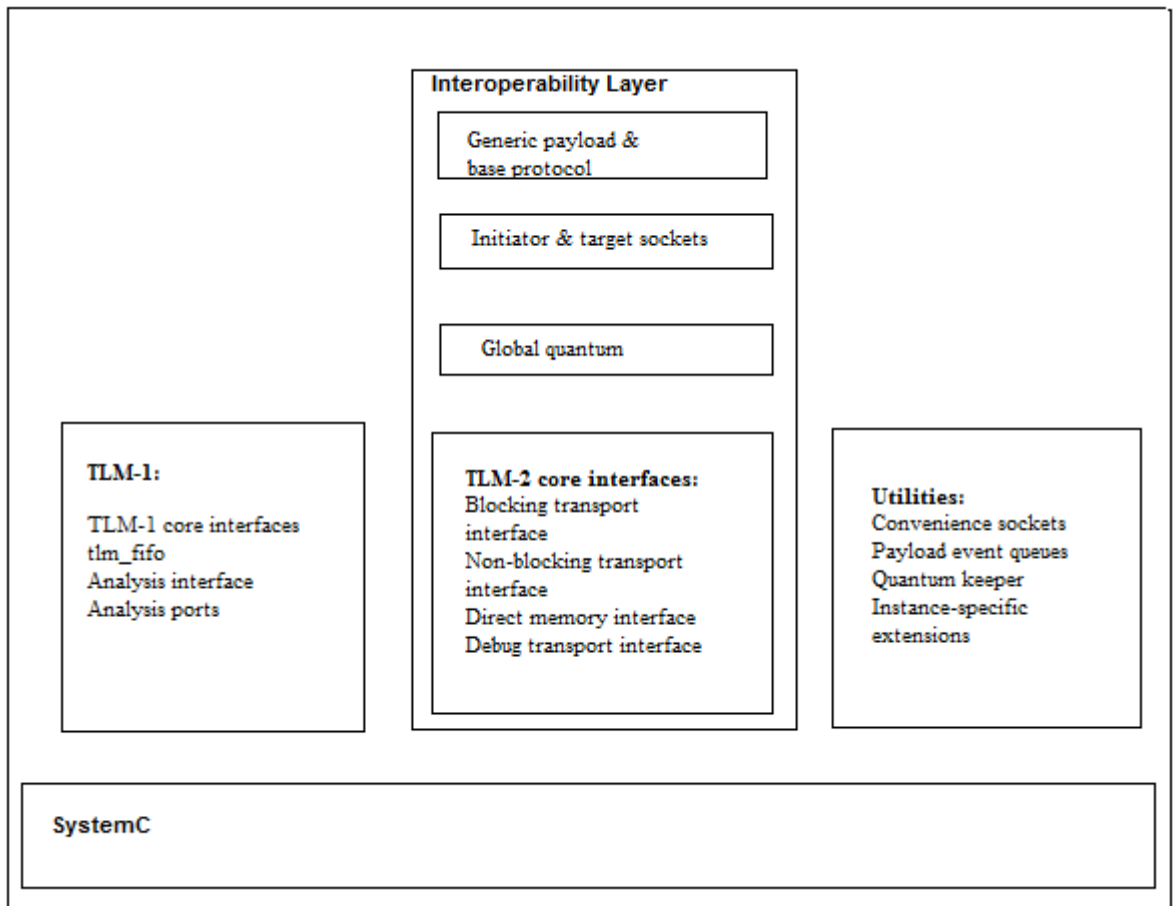 Interoperability Layer
Generic payload &
base protocol
Initiator & target sockets
Global quantum
TLM-1:
TLM-1 core interfaces
tlm_fifo
Analysis interface
Analysis ports
TLM-2 core interfaces:
Blocking transport
interface
Non-blocking transport
interface
Direct memory interface
Debug transport interface
Utilities:
Convenience sockets
Payload event queues
Quantum keeper
Instance-specific
extensions
SystemC